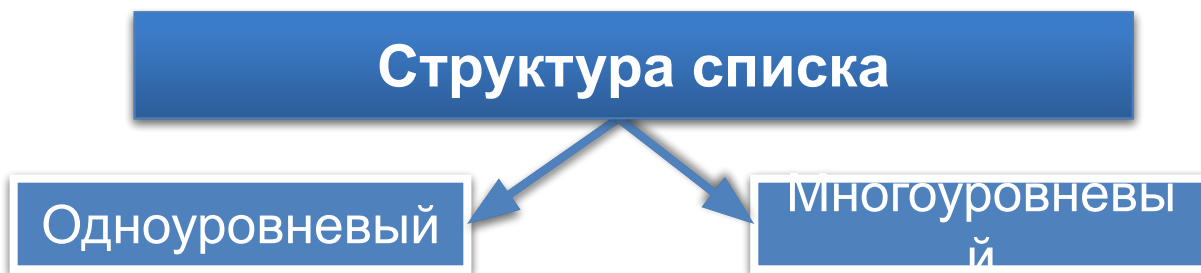 Структура списка
Одноуровневый
Многоуровневы
й